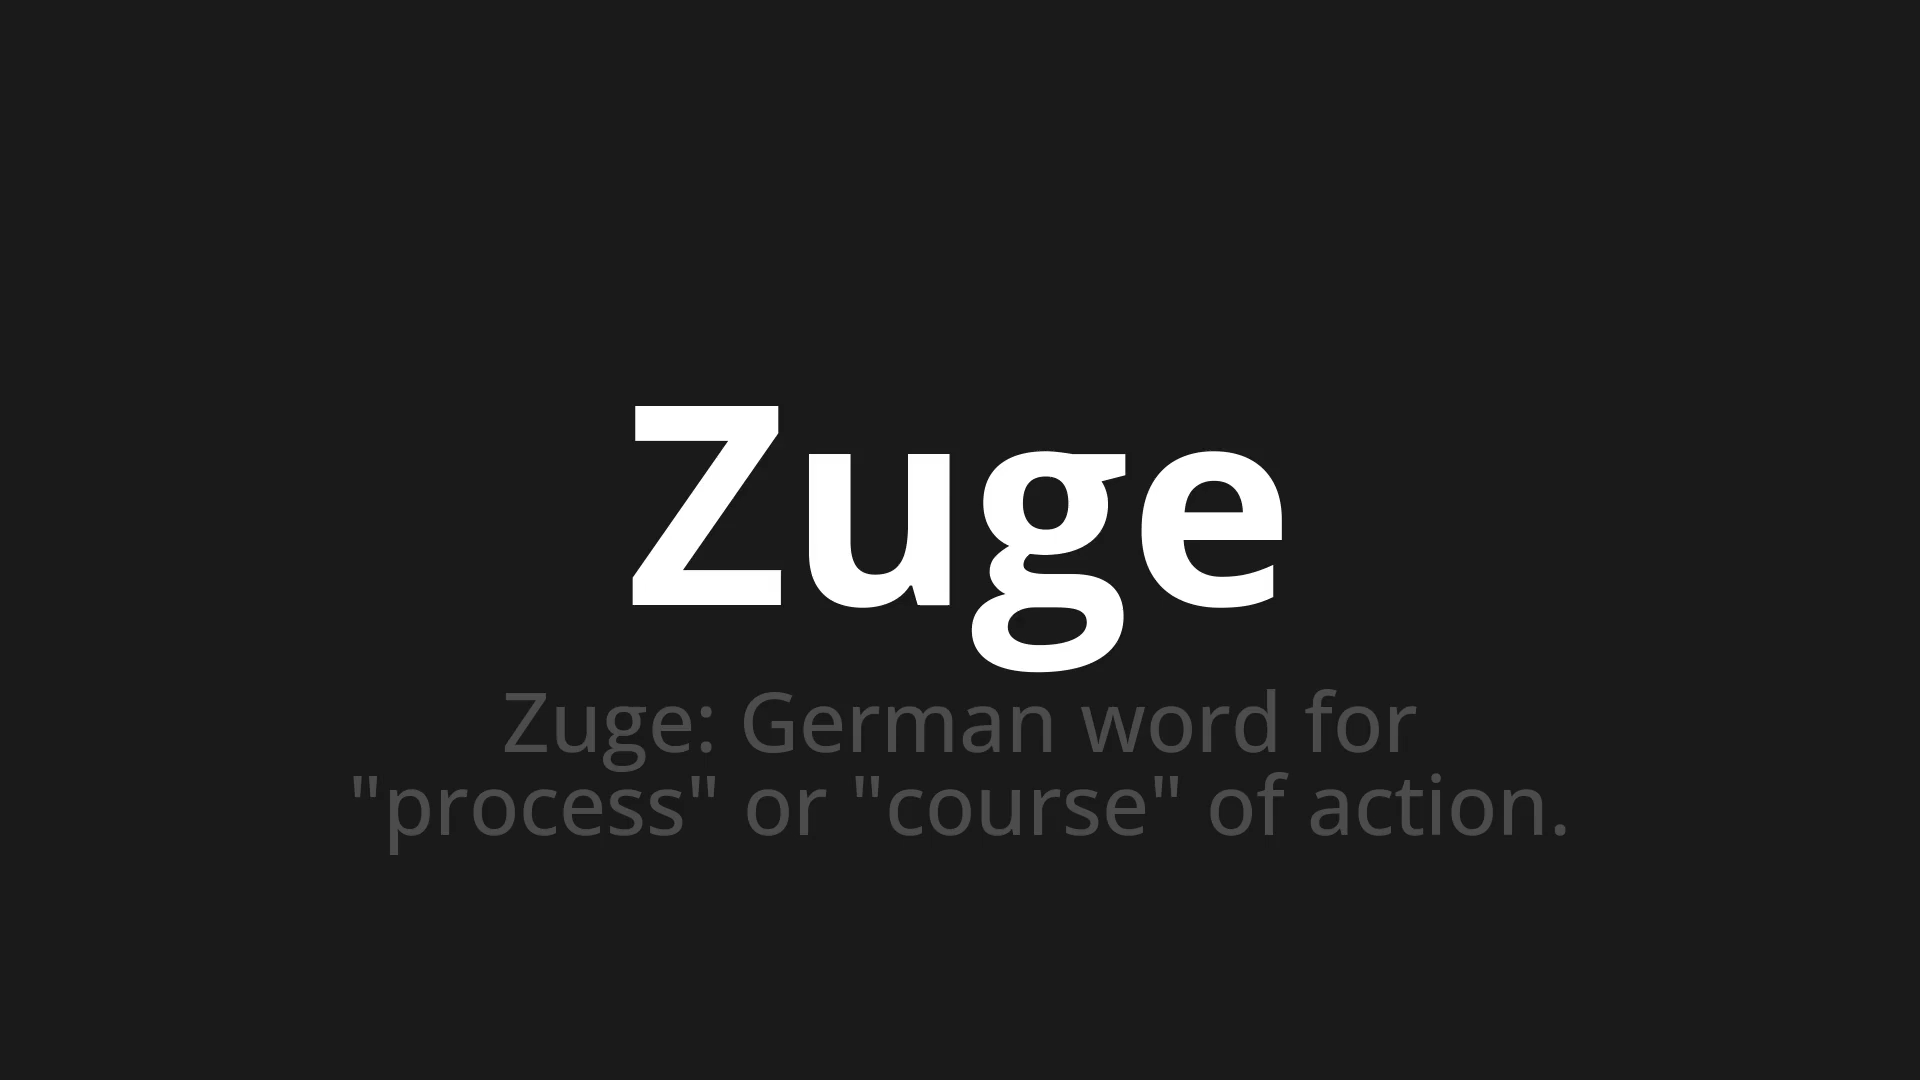 Zuge
Zuge: German word for
"process" or "course" of action.